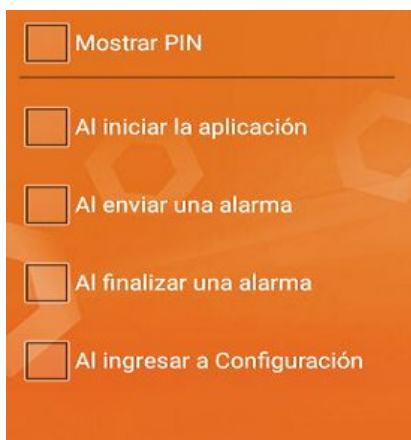 Mostrar PIN
Al iniciar la aplicación
Al enviar una alarma
Al finalizar una alarma
Al ingresar a Configuración